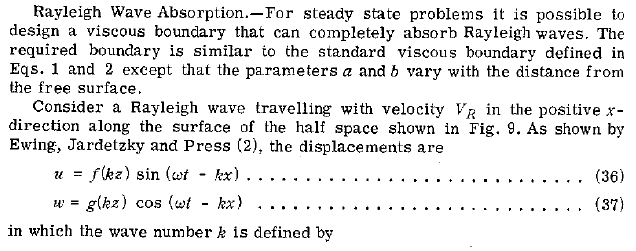 Rayleigh Wave Absorption.—For steady state problems it is possible to
design a viscous boundary that can completely absorb Rayleigh waves. The
required boundary is similar to the standard viscous boundary defined in
Eqs. 1 and 2 except that the parameters a and b vary with the distance from
the free surface.
Consider a Rayleigh wave travelling with velocity V_R in the positive x-
direction along the surface of the half space shown in Fig. 9. As shown by
Ewing, Jardetzky and Press (2), the displacements are
u = f(kz) sin (ωt - kx) . . . . . . . . . . . . . . . . . . . . . . . . . . . . . (36)
w = g(kz) cos (ωt - kx) . . . . . . . . . . . . . . . . . . . . . . . . . . . . (37)
in which the wave number k is defined by